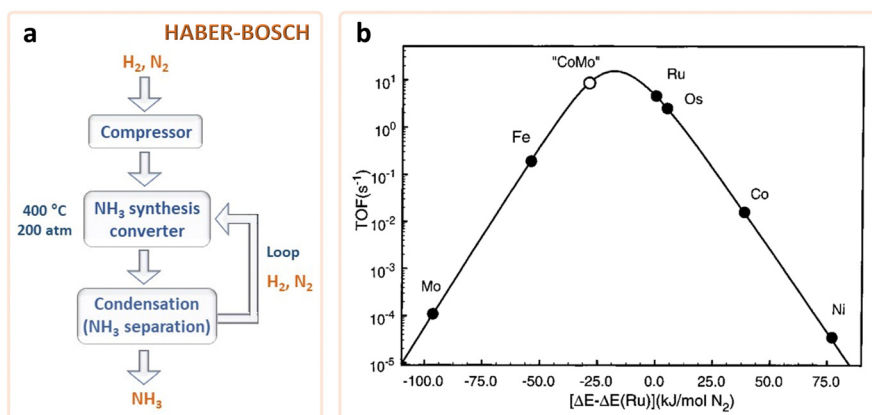 a
HABER-BOSCH
H₂, N₂
Compressor
400 °C
200 atm
NH₃ synthesis
converter
Loop
H₂, N₂
Condensation
(NH₃ separation)
NH₃
b
TOF(s⁻¹)
10¹
10⁰
10⁻¹
10⁻²
10⁻³
10⁻⁴
10⁻⁵
"CoMo"
Ru
Os
Fe
Co
Mo
Ni
-100.0 -75.0 -50.0 -25.0 0.0 25.0 50.0 75.0
[ΔE-ΔE(Ru)](kJ/mol N₂)